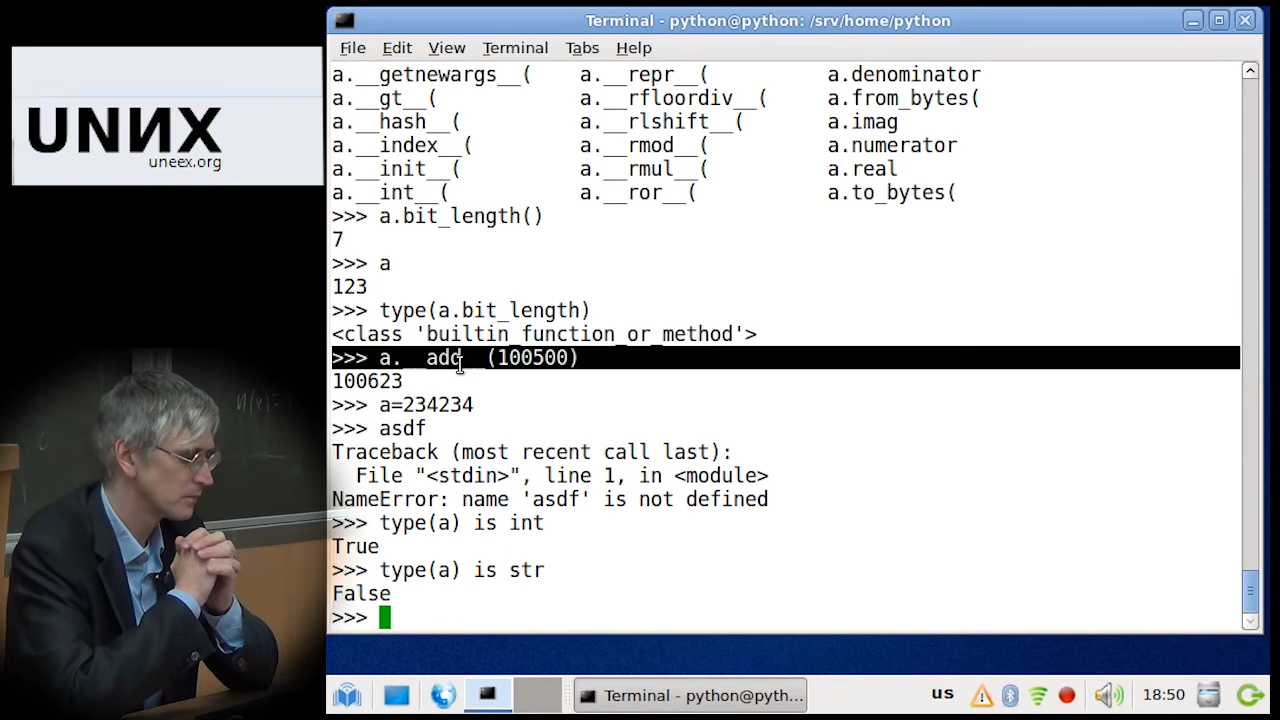 UNИX
uneex.org
Terminal - python@python: /srv/home/python
File Edit View Terminal Tabs Help
a.__getnewargs__( a.__repr__( a.denominator
a.__gt__( a.__rfloordiv__( a.from_bytes(
a.__hash__( a.__rlshift__( a.imag
a.__index__( a.__rmod__( a.numerator
a.__init__( a.__rmul__( a.real
a.__int__( a.__ror__( a.to_bytes(
>>> a.bit_length()
7
>>> a
123
>>> type(a.bit_length)
<class 'builtin_function_or_method'>
>>> a.__add__(100500)
100623
>>> a=234234
>>> asdf
Traceback (most recent call last):
File "<stdin>", line 1, in <module>
NameError: name 'asdf' is not defined
>>> type(a) is int
True
>>> type(a) is str
False
>>>
Terminal - python@pyth... us 18:50